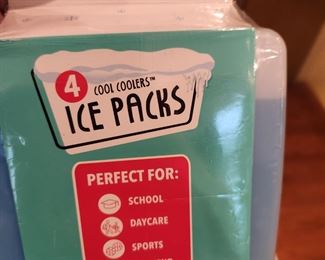 4 COOL COOLERS™
ICE PACKS
PERFECT FOR:
SCHOOL
DAYCARE
SPORTS